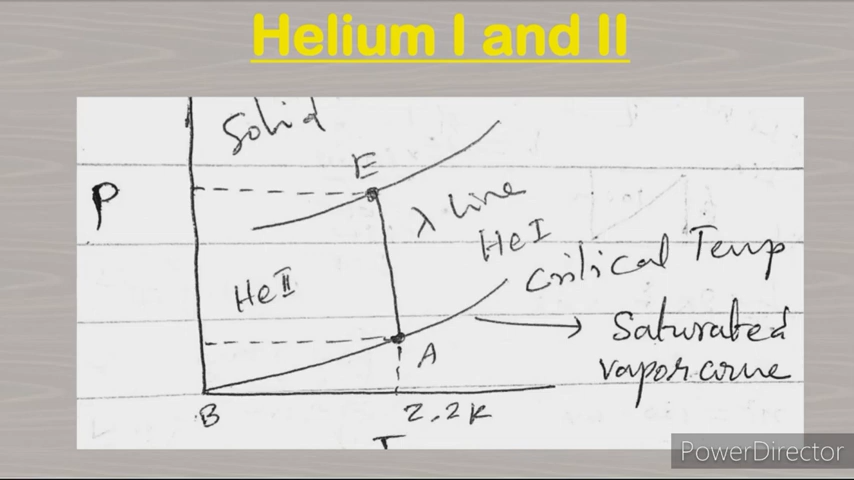 Helium I and II
Solid
E
P
λ line
He I
Critical Temp
He II
Saturated
vapor curve
A
B
2.2K
T
PowerDirector